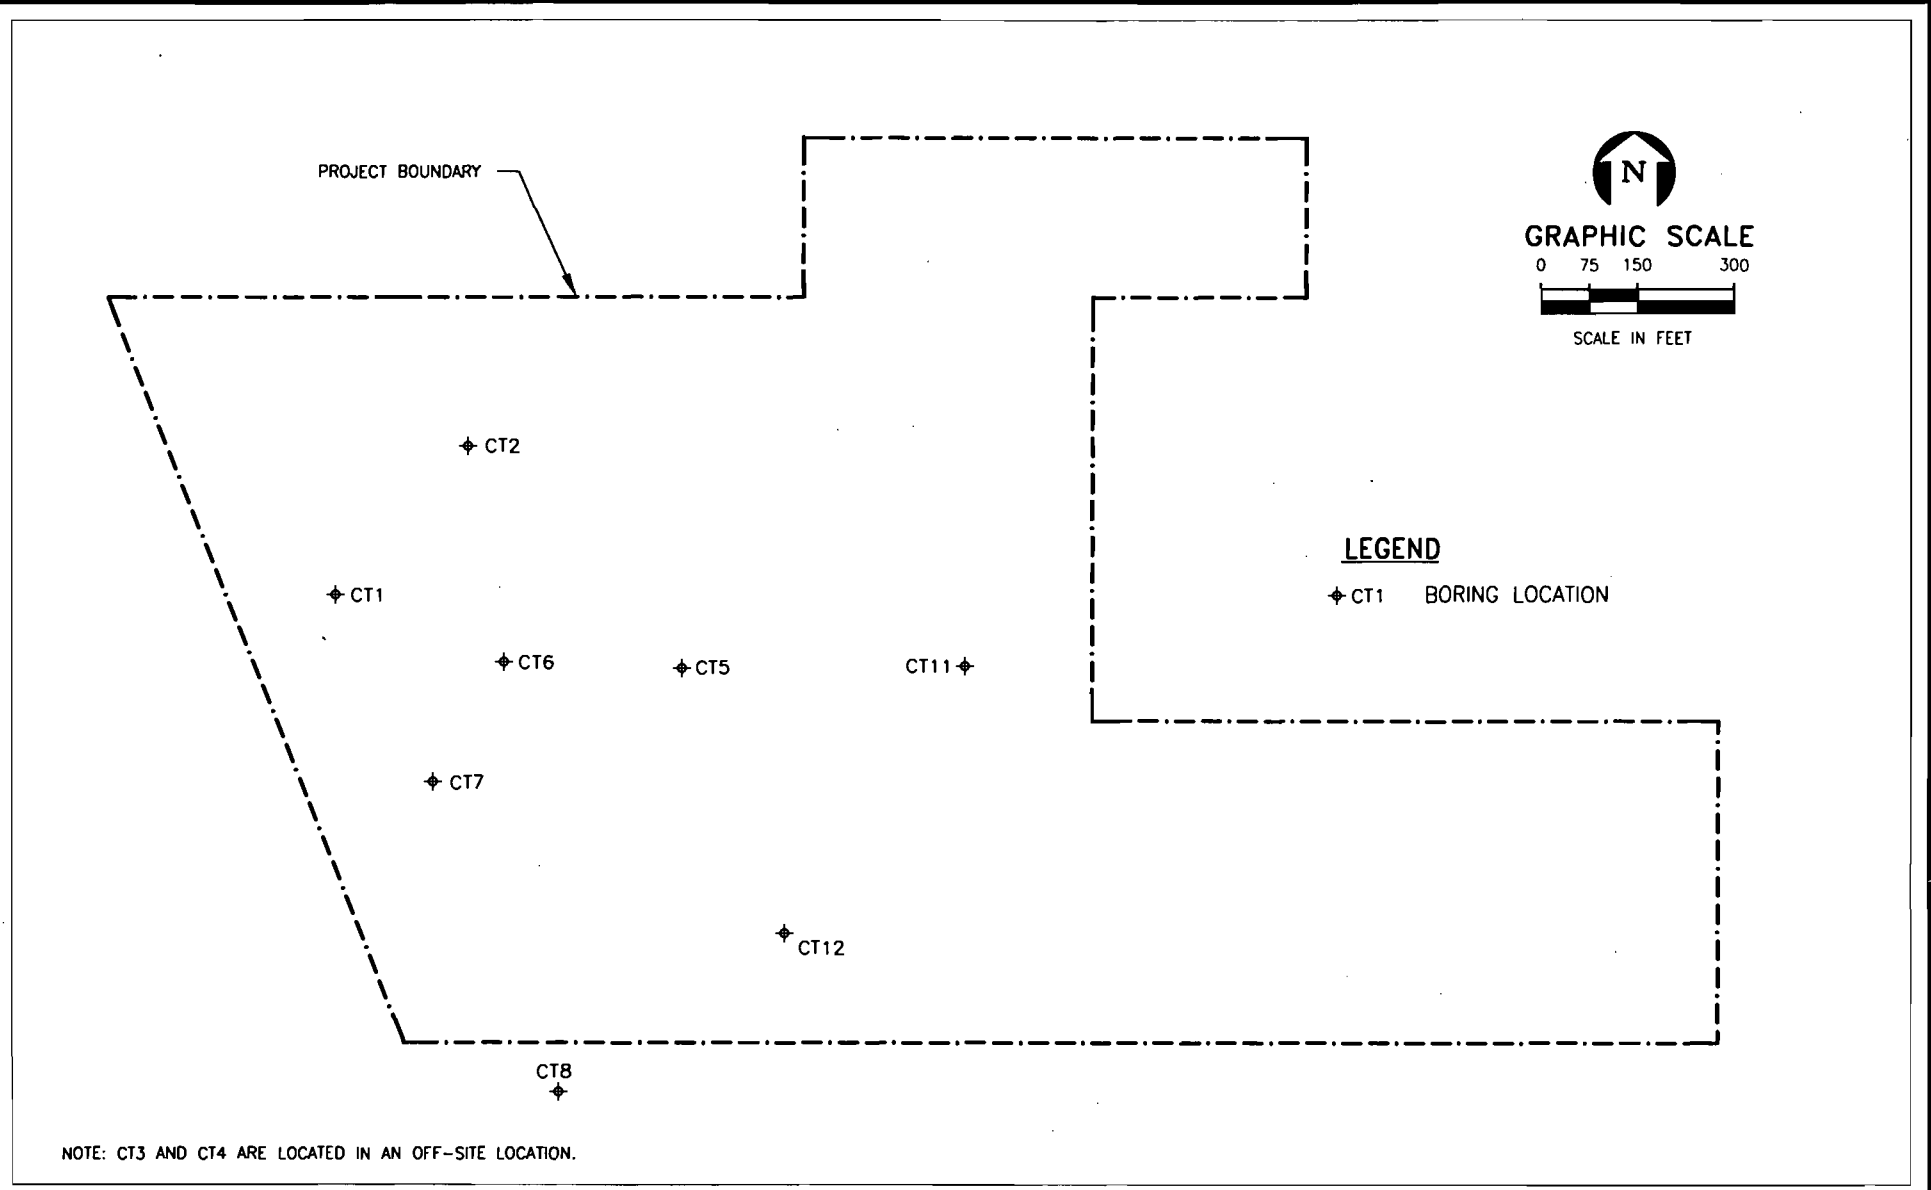 PROJECT BOUNDARY
N
GRAPHIC SCALE
0 75 150 300
SCALE IN FEET
CT2
LEGEND
CT1 BORING LOCATION
CT1
CT6
CT5
CT11
CT7
CT12
CT8
NOTE: CT3 AND CT4 ARE LOCATED IN AN OFF-SITE LOCATION.